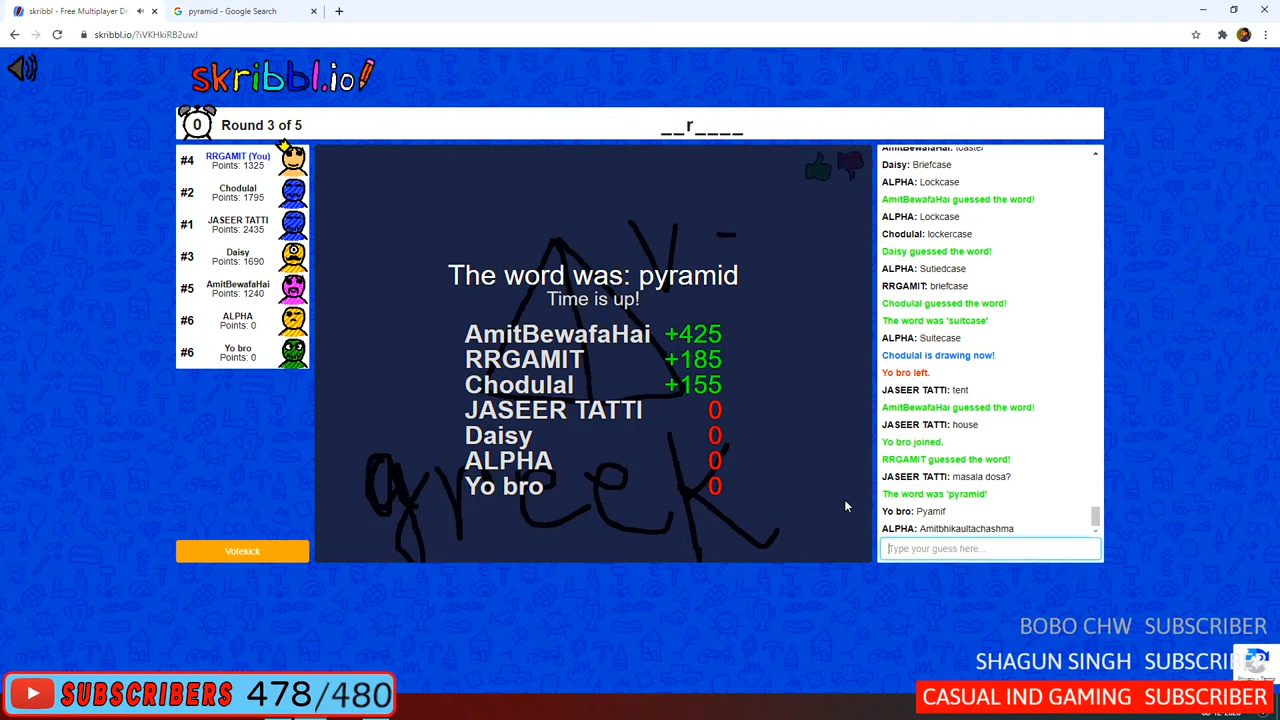 skribbl - Free Multiplayer Dr
pyramid - Google Search
skribbl.io/?iVKHkiRB2uwJ
skribbl.io
0
Round 3 of 5
__r____
#4 RRGAMIT (You)
Points: 1325
#2 Chodulal
Points: 1795
#1 JASEER TATTI
Points: 2435
#3 Daisy
Points: 1690
#5 AmitBewafaHai
Points: 1240
#6 ALPHA
Points: 0
#6 Yo bro
Points: 0
Votekick
The word was: pyramid
Time is up!
AmitBewafaHai +425
RRGAMIT +185
Chodulal +155
JASEER TATTI 0
Daisy 0
ALPHA 0
Yo bro 0
greek
AmitBewafaHai: toaster
Daisy: Briefcase
ALPHA: Lockcase
AmitBewafaHai guessed the word!
ALPHA: Lockcase
Chodulal: lockercase
Daisy guessed the word!
ALPHA: Sutiedcase
RRGAMIT: briefcase
Chodulal guessed the word!
The word was 'suitcase'
ALPHA: Suitecase
Chodulal is drawing now!
Yo bro left.
JASEER TATTI: tent
AmitBewafaHai guessed the word!
JASEER TATTI: house
Yo bro joined.
RRGAMIT guessed the word!
JASEER TATTI: masala dosa?
The word was 'pyramid'
Yo bro: Pyamif
ALPHA: Amitbhikaultachashma
Type your guess here...
BOBO CHW SUBSCRIBER
SHAGUN SINGH SUBSCRI
CASUAL IND GAMING SUBSCRIBER
SUBSCRIBERS 478/480